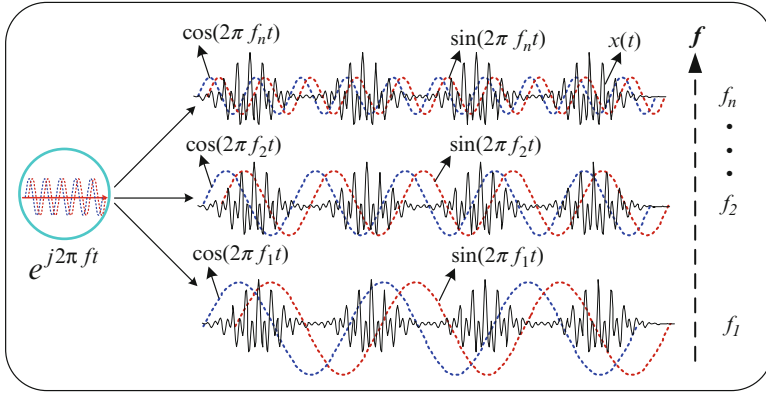 cos(2π fₙt) sin(2π fₙt) x(t) f
fₙ
cos(2π f₂t) sin(2π f₂t)
f₂
e^{j2π ft}
cos(2π f₁t) sin(2π f₁t)
f₁